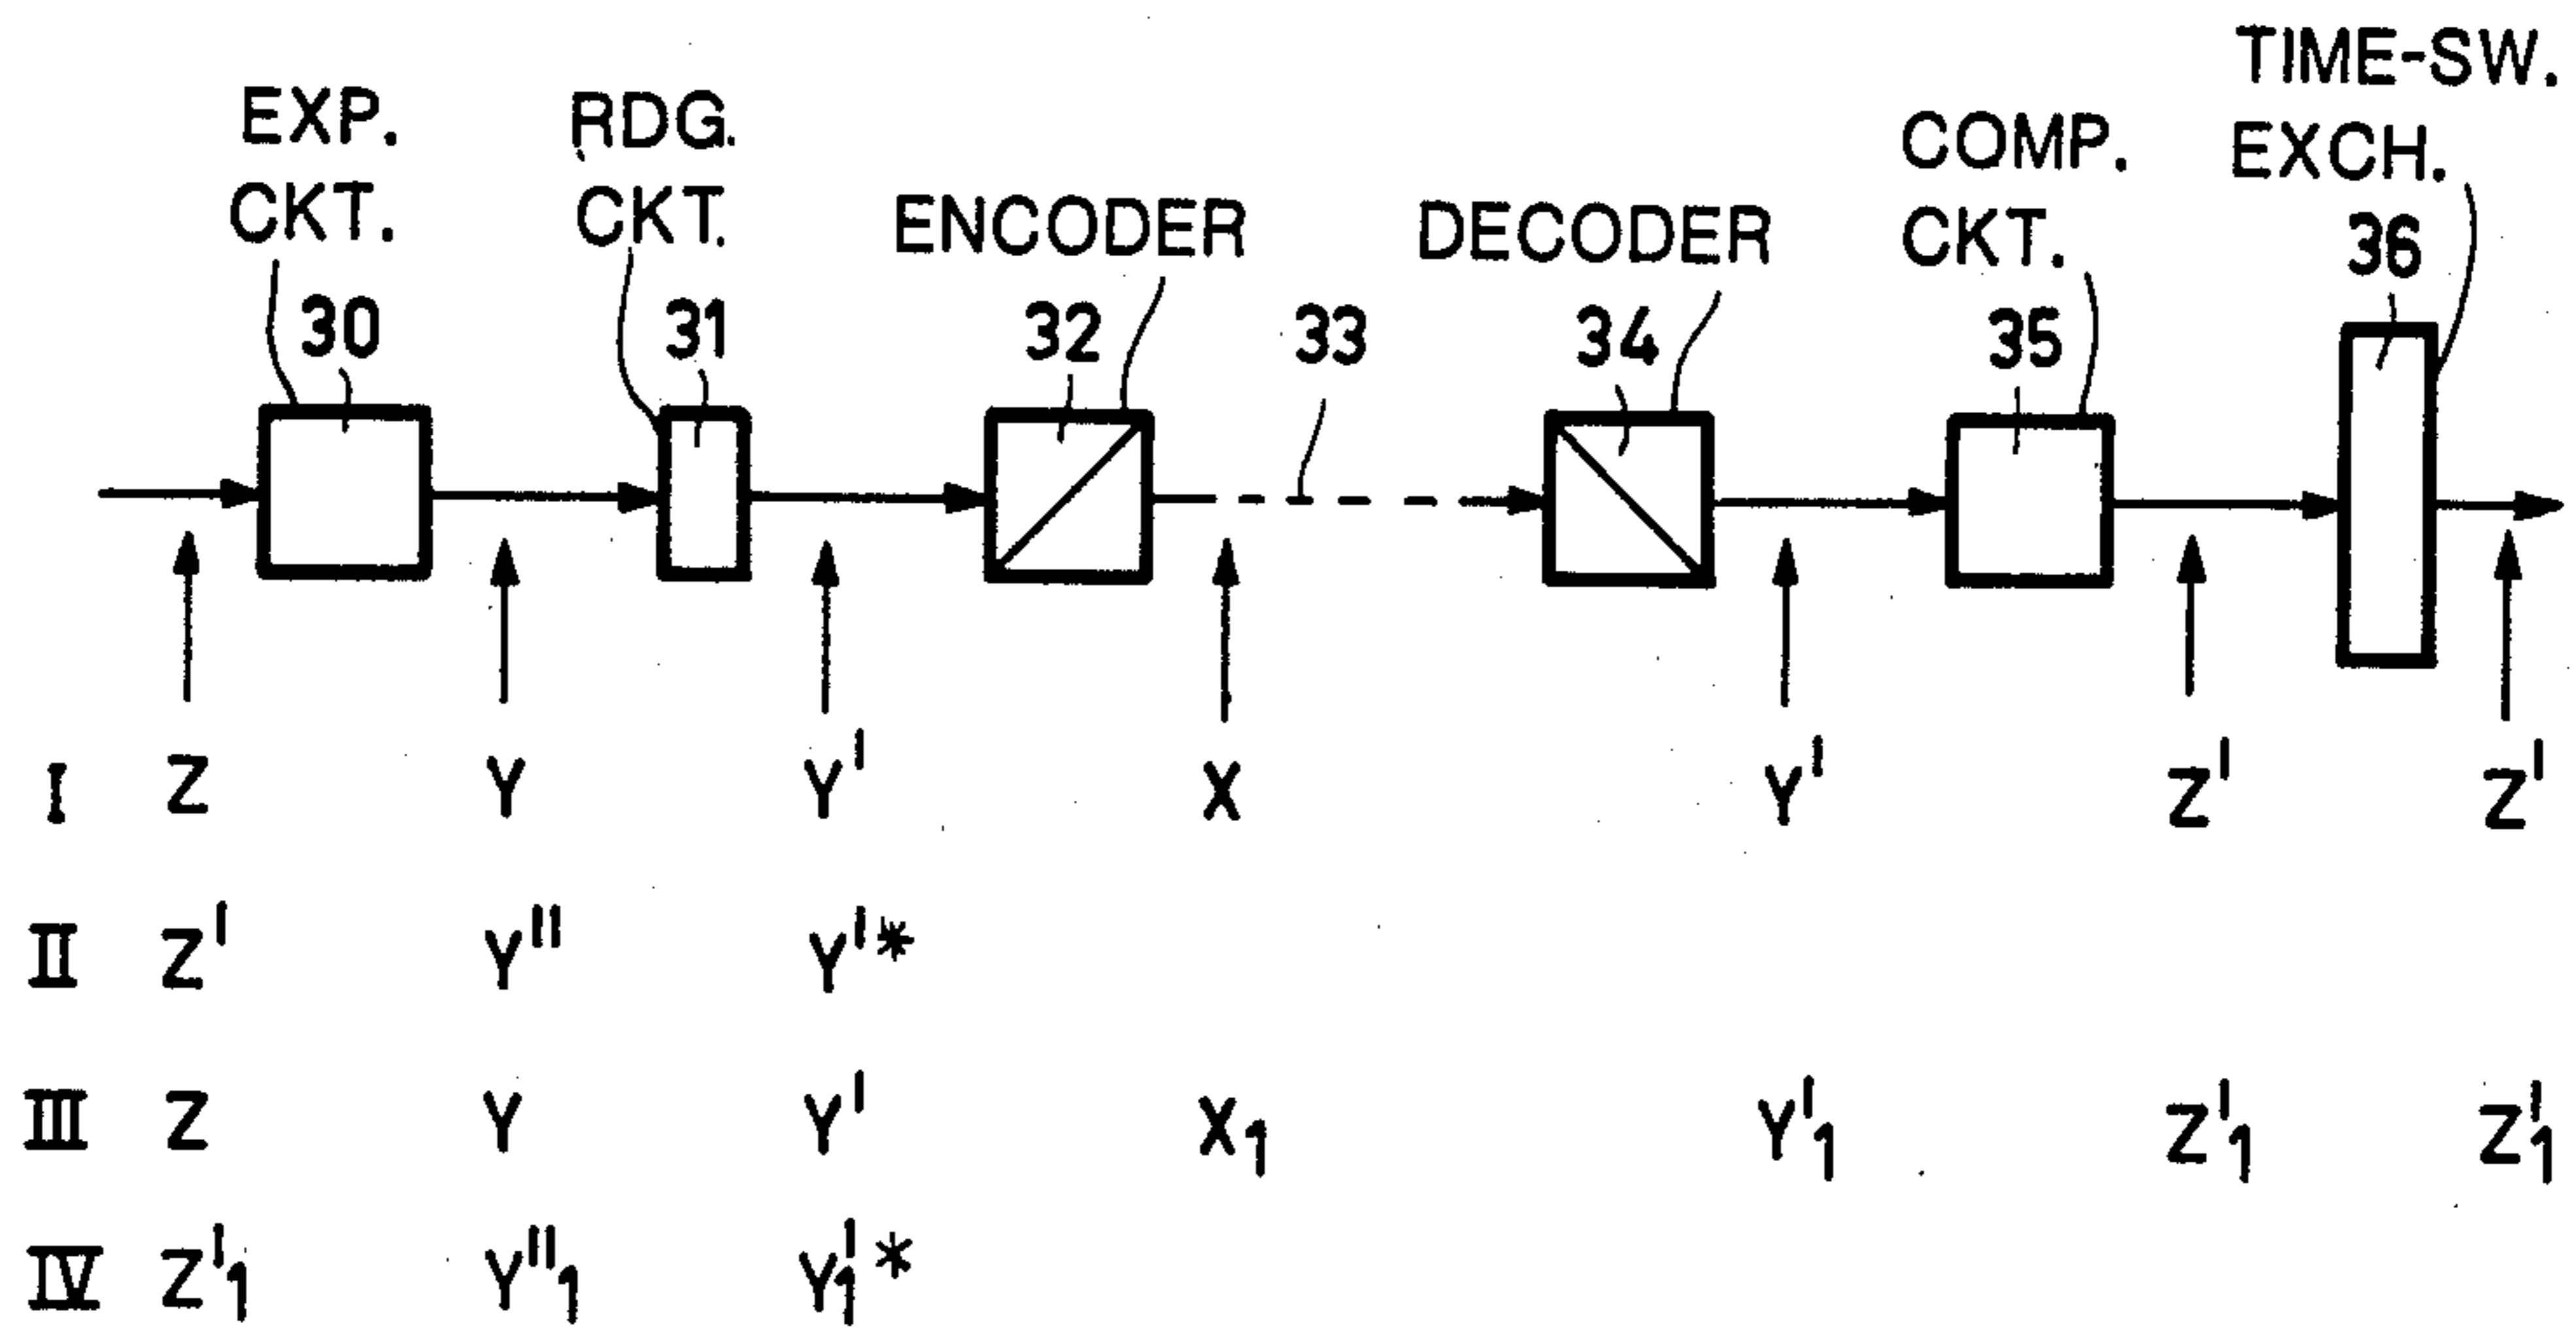 EXP.
CKT.
30
RDG.
CKT.
31
ENCODER
32
33
DECODER
34
COMP.
CKT.
35
TIME-SW.
EXCH.
36
I Z Y Y' X Y' Z' Z'
II Z' Y'' Y'*
III Z Y Y' X₁ Y'₁ Z'₁ Z'₁
IV Z'₁ Y''₁ Y'₁*